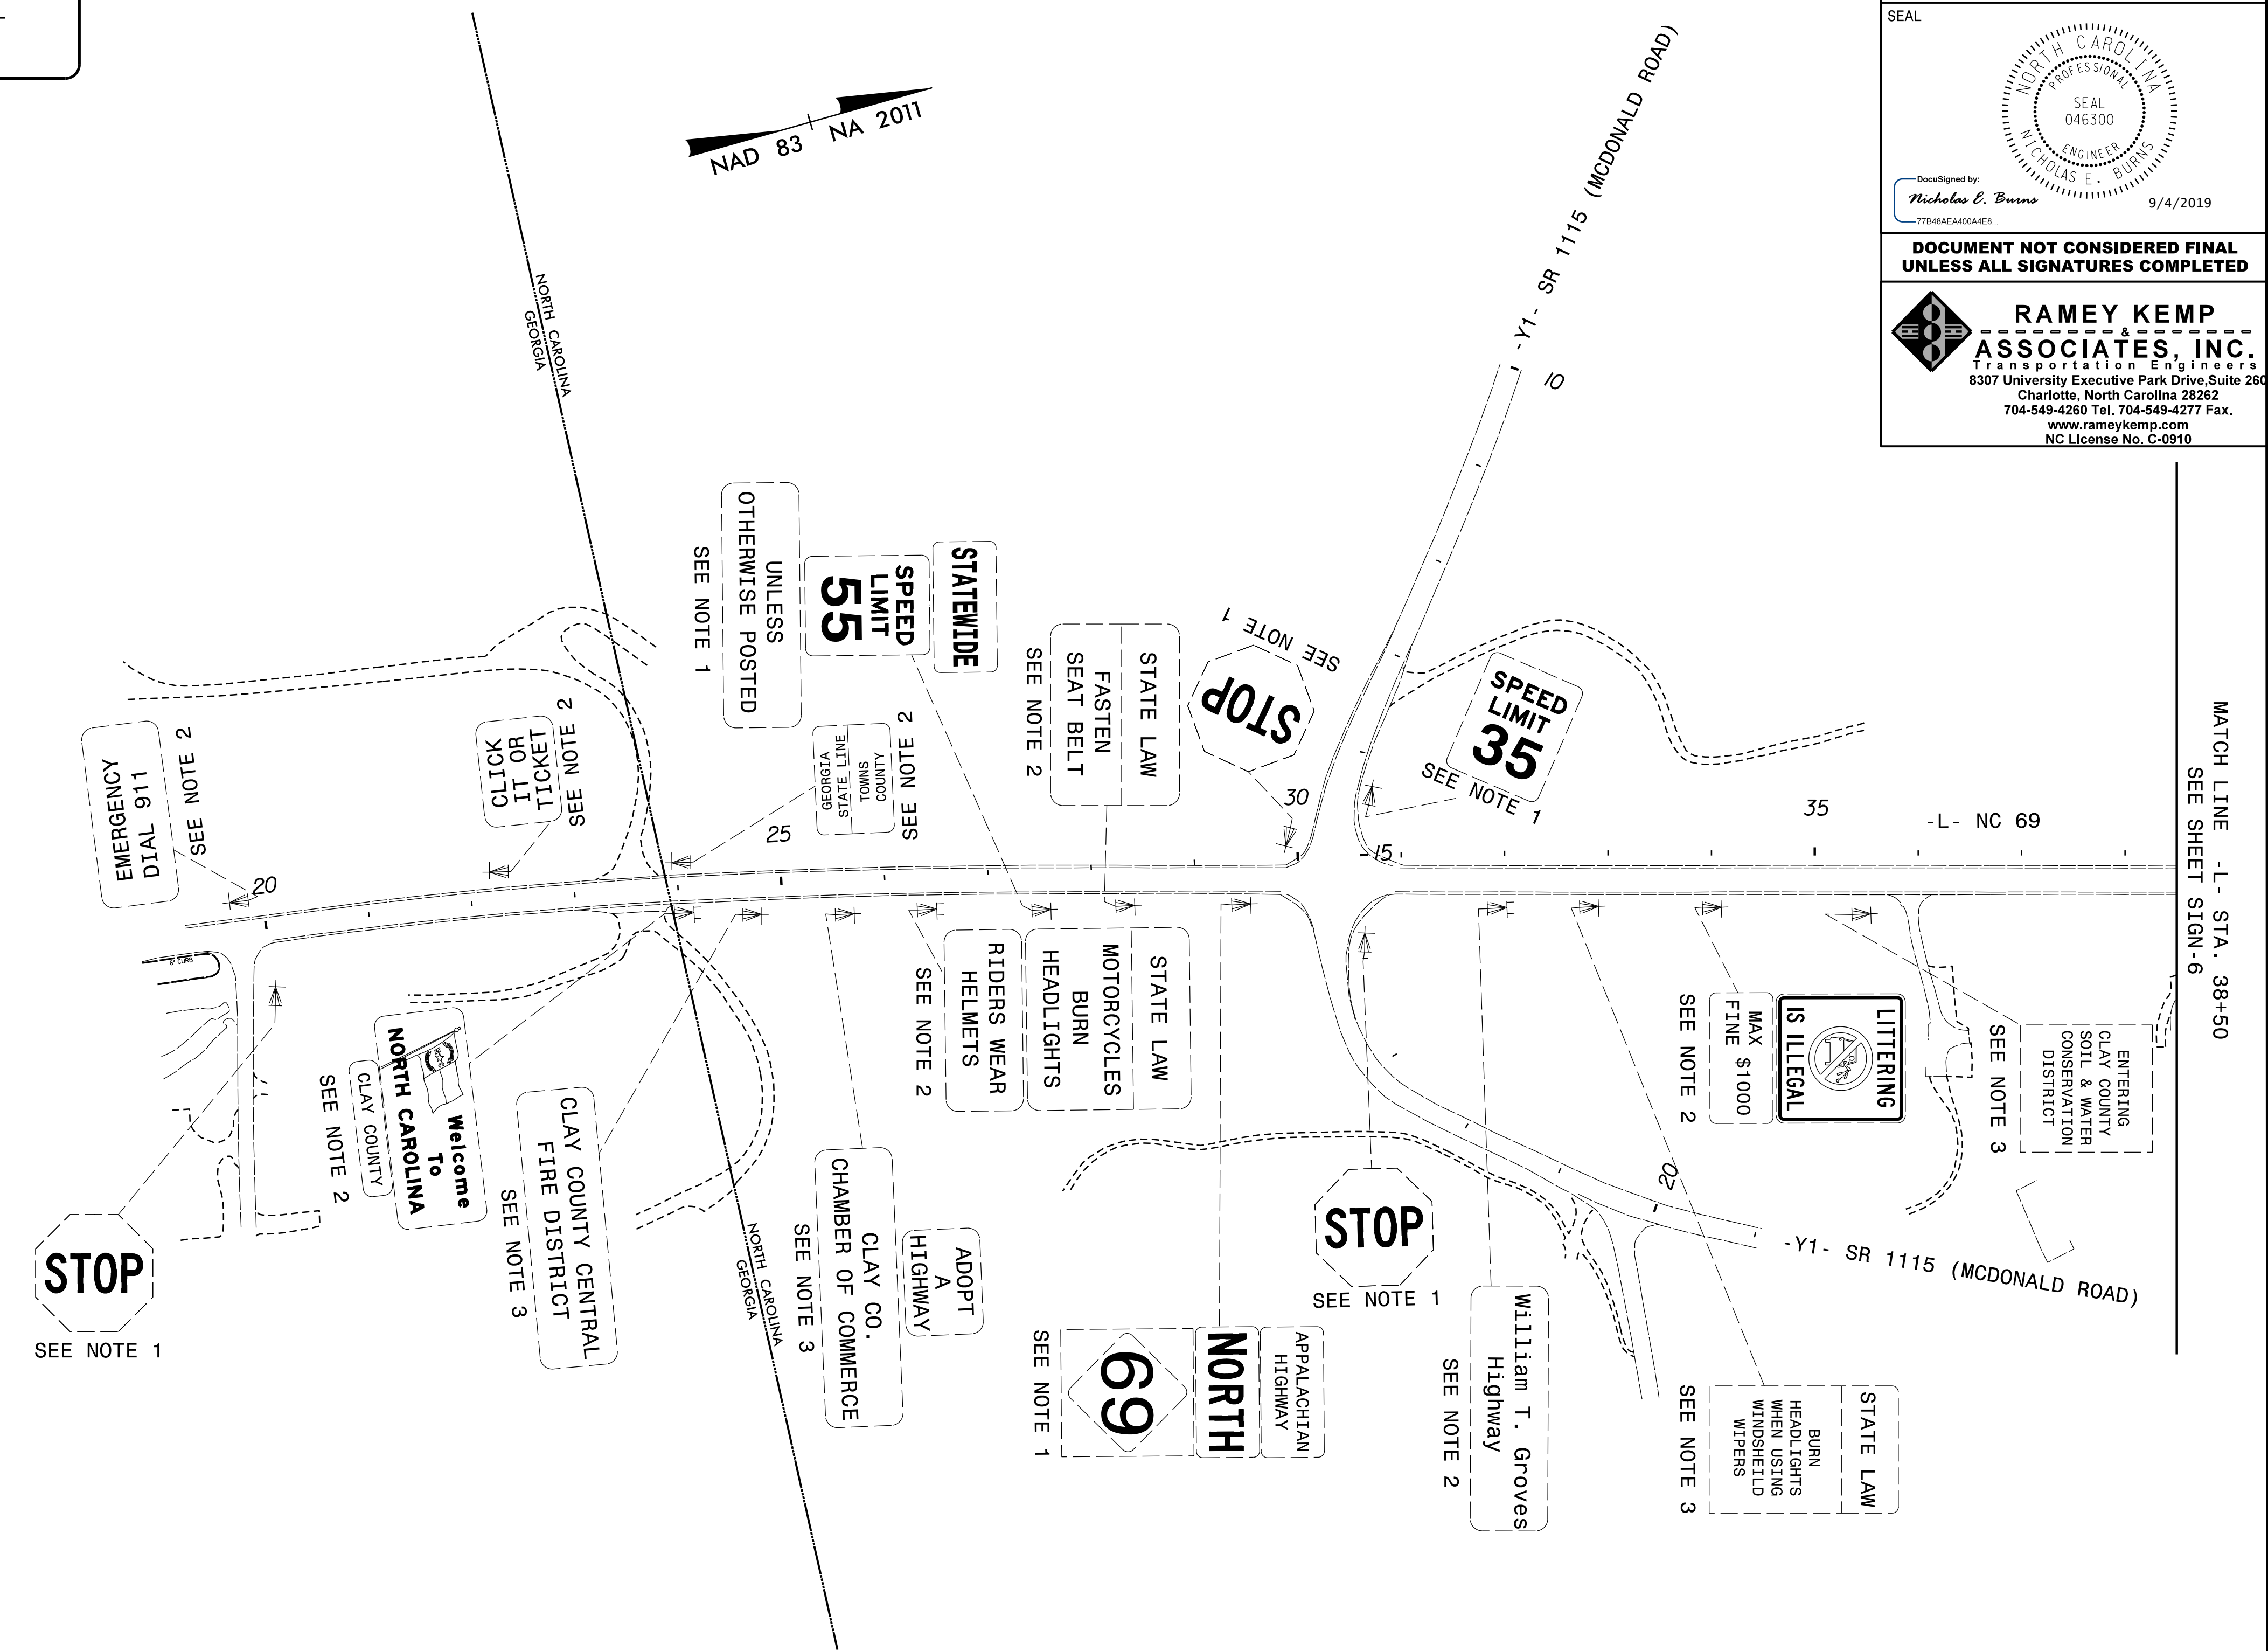 SEAL
NORTH CAROLINA
PROFESSIONAL
SEAL
046300
ENGINEER
NICHOLAS E. BURNS
DocuSigned by:
Nicholas E. Burns
77B48AEA400A4E8...
9/4/2019
DOCUMENT NOT CONSIDERED FINAL
UNLESS ALL SIGNATURES COMPLETED
RAMEY KEMP
&
ASSOCIATES, INC.
Transportation Engineers
8307 University Executive Park Drive,Suite 260
Charlotte, North Carolina 28262
704-549-4260 Tel. 704-549-4277 Fax.
www.rameykemp.com
NC License No. C-0910
NAD 83
NA 2011
NORTH CAROLINA
GEORGIA
-Y1- SR 1115 (MCDONALD ROAD)
10
STATEWIDE
SPEED
LIMIT
55
UNLESS
OTHERWISE POSTED
SEE NOTE 1
STATE LAW
FASTEN
SEAT BELT
SEE NOTE 2
SEE NOTE 1
STOP
SPEED
LIMIT
35
SEE NOTE 1
EMERGENCY
DIAL 911
SEE NOTE 2
CLICK
IT OR
TICKET
SEE NOTE 2
GEORGIA
STATE LINE
TOWNS
COUNTY
SEE NOTE 2
20
25
30
15
35
-L- NC 69
MATCH LINE -L- STA. 38+50
SEE SHEET SIGN-6
6" CURB
STOP
SEE NOTE 1
Welcome
To
NORTH CAROLINA
CLAY COUNTY
SEE NOTE 2
CLAY COUNTY CENTRAL
FIRE DISTRICT
SEE NOTE 3
NORTH CAROLINA
GEORGIA
ADOPT
A
HIGHWAY
CLAY CO.
CHAMBER OF COMMERCE
SEE NOTE 3
STATE LAW
MOTORCYCLES
BURN
HEADLIGHTS
RIDERS WEAR
HELMETS
SEE NOTE 2
APPALACHIAN
HIGHWAY
NORTH
69
SEE NOTE 1
STOP
SEE NOTE 1
William T. Groves
Highway
SEE NOTE 2
LITTERING
IS ILLEGAL
MAX
FINE $1000
SEE NOTE 2
STATE LAW
BURN
HEADLIGHTS
WHEN USING
WINDSHEILD
WIPERS
SEE NOTE 3
ENTERING
CLAY COUNTY
SOIL & WATER
CONSERVATION
DISTRICT
SEE NOTE 3
20
-Y1- SR 1115 (MCDONALD ROAD)